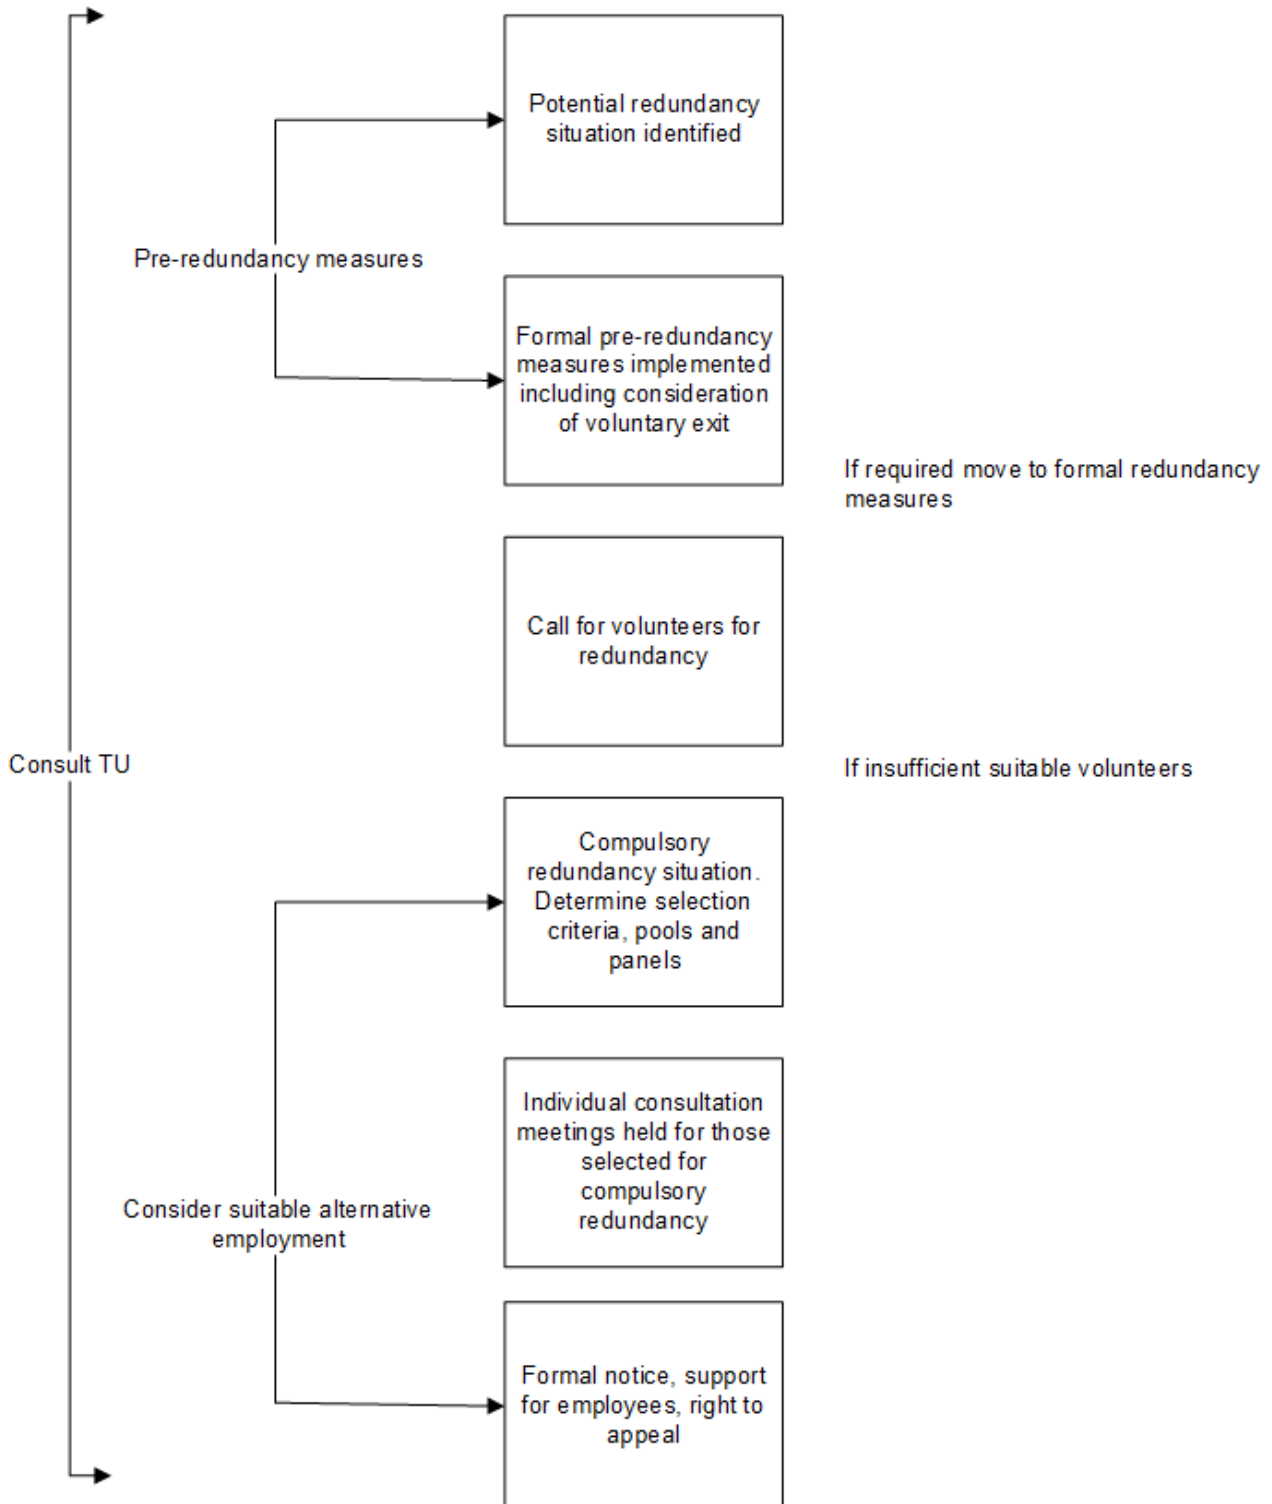 Potential redundancy
situation identified
Pre-redundancy measures
Formal pre-redundancy
measures implemented
including consideration
of voluntary exit
If required move to formal redundancy
measures
Call for volunteers for
redundancy
Consult TU
If insufficient suitable volunteers
Compulsory
redundancy situation.
Determine selection
criteria, pools and
panels
Individual consultation
meetings held for those
selected for
compulsory
redundancy
Consider suitable alternative
employment
Formal notice, support
for employees, right to
appeal